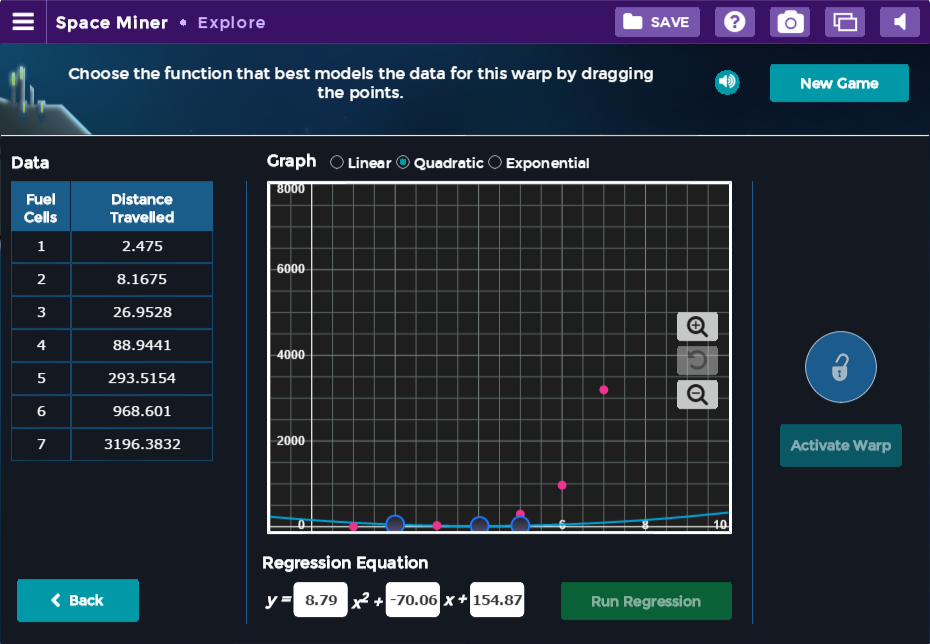 Space Miner • Explore
SAVE
?
Choose the function that best models the data for this warp by dragging
the points.
New Game
Data
Graph Linear Quadratic Exponential
Fuel Cells Distance Travelled
1 2.475
2 8.1675
3 26.9528
4 88.9441
5 293.5154
6 968.601
7 3196.3832
8000
6000
4000
2000
0 6 8 10
Activate Warp
Regression Equation
y = 8.79 x² + -70.06 x + 154.87
Run Regression
Back